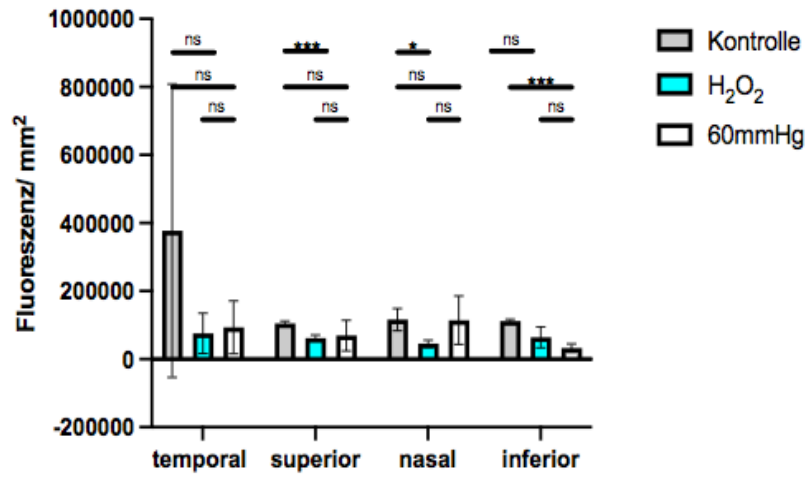 1000000
800000
600000
400000
200000
0
-200000
Fluoreszenz/ mm²
ns
***
*
ns
ns
ns
ns
***
ns
ns
ns
ns
temporal
superior
nasal
inferior
Kontrolle
H₂O₂
60mmHg